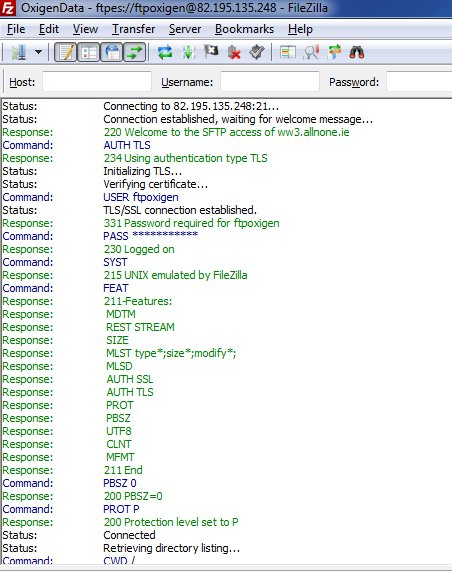 OxigenData - ftpes://ftpoxigen@82.195.135.248 - FileZilla
File Edit View Transfer Server Bookmarks Help
Host: Username: Password:
Status: Connecting to 82.195.135.248:21...
Status: Connection established, waiting for welcome message...
Response: 220 Welcome to the SFTP access of ww3.allnone.ie
Command: AUTH TLS
Response: 234 Using authentication type TLS
Status: Initializing TLS...
Status: Verifying certificate...
Command: USER ftpoxigen
Status: TLS/SSL connection established.
Response: 331 Password required for ftpoxigen
Command: PASS ***********
Response: 230 Logged on
Command: SYST
Response: 215 UNIX emulated by FileZilla
Command: FEAT
Response: 211-Features:
Response: MDTM
Response: REST STREAM
Response: SIZE
Response: MLST type*;size*;modify*;
Response: MLSD
Response: AUTH SSL
Response: AUTH TLS
Response: PROT
Response: PBSZ
Response: UTF8
Response: CLNT
Response: MFMT
Response: 211 End
Command: PBSZ 0
Response: 200 PBSZ=0
Command: PROT P
Response: 200 Protection level set to P
Status: Connected
Status: Retrieving directory listing...
Command: CWD /